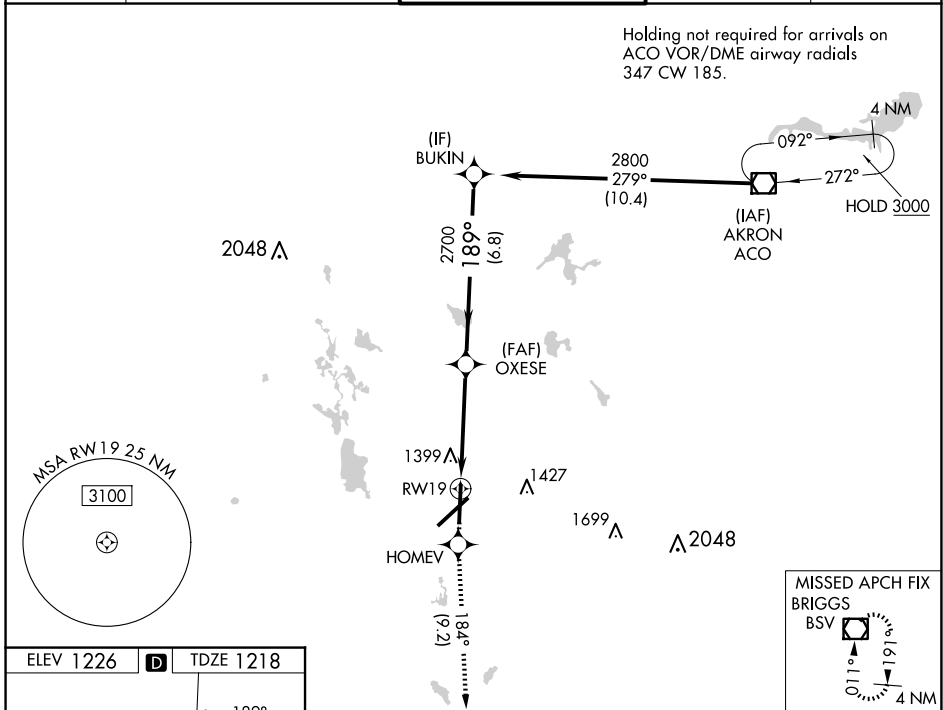 Holding not required for arrivals on
ACO VOR/DME airway radials
347 CW 185.
4 NM
092°
272°
HOLD 3000
(IAF)
AKRON
ACO
2800
279°
(10.4)
(IF)
BUKIN
2700
189°
(6.8)
2048
(FAF)
OXESE
1399
RW19
1427
1699
2048
HOMEV
184°
(9.2)
MSA RW19 25 NM
3100
MISSED APCH FIX
BRIGGS
BSV
191°
011°
4 NM
ELEV 1226 D TDZE 1218